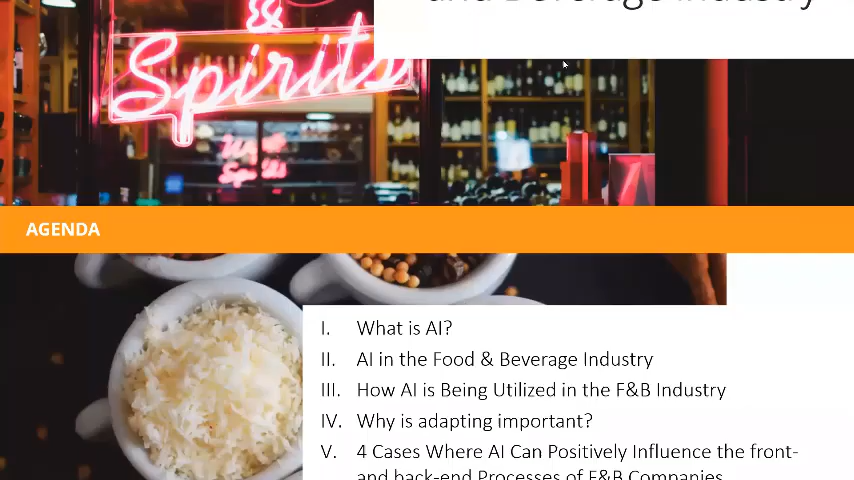 and Beverage Industry
&
Spirits
AGENDA
I. What is AI?
II. AI in the Food & Beverage Industry
III. How AI is Being Utilized in the F&B Industry
IV. Why is adapting important?
V. 4 Cases Where AI Can Positively Influence the front-
and back-end Processes of F&B Companies